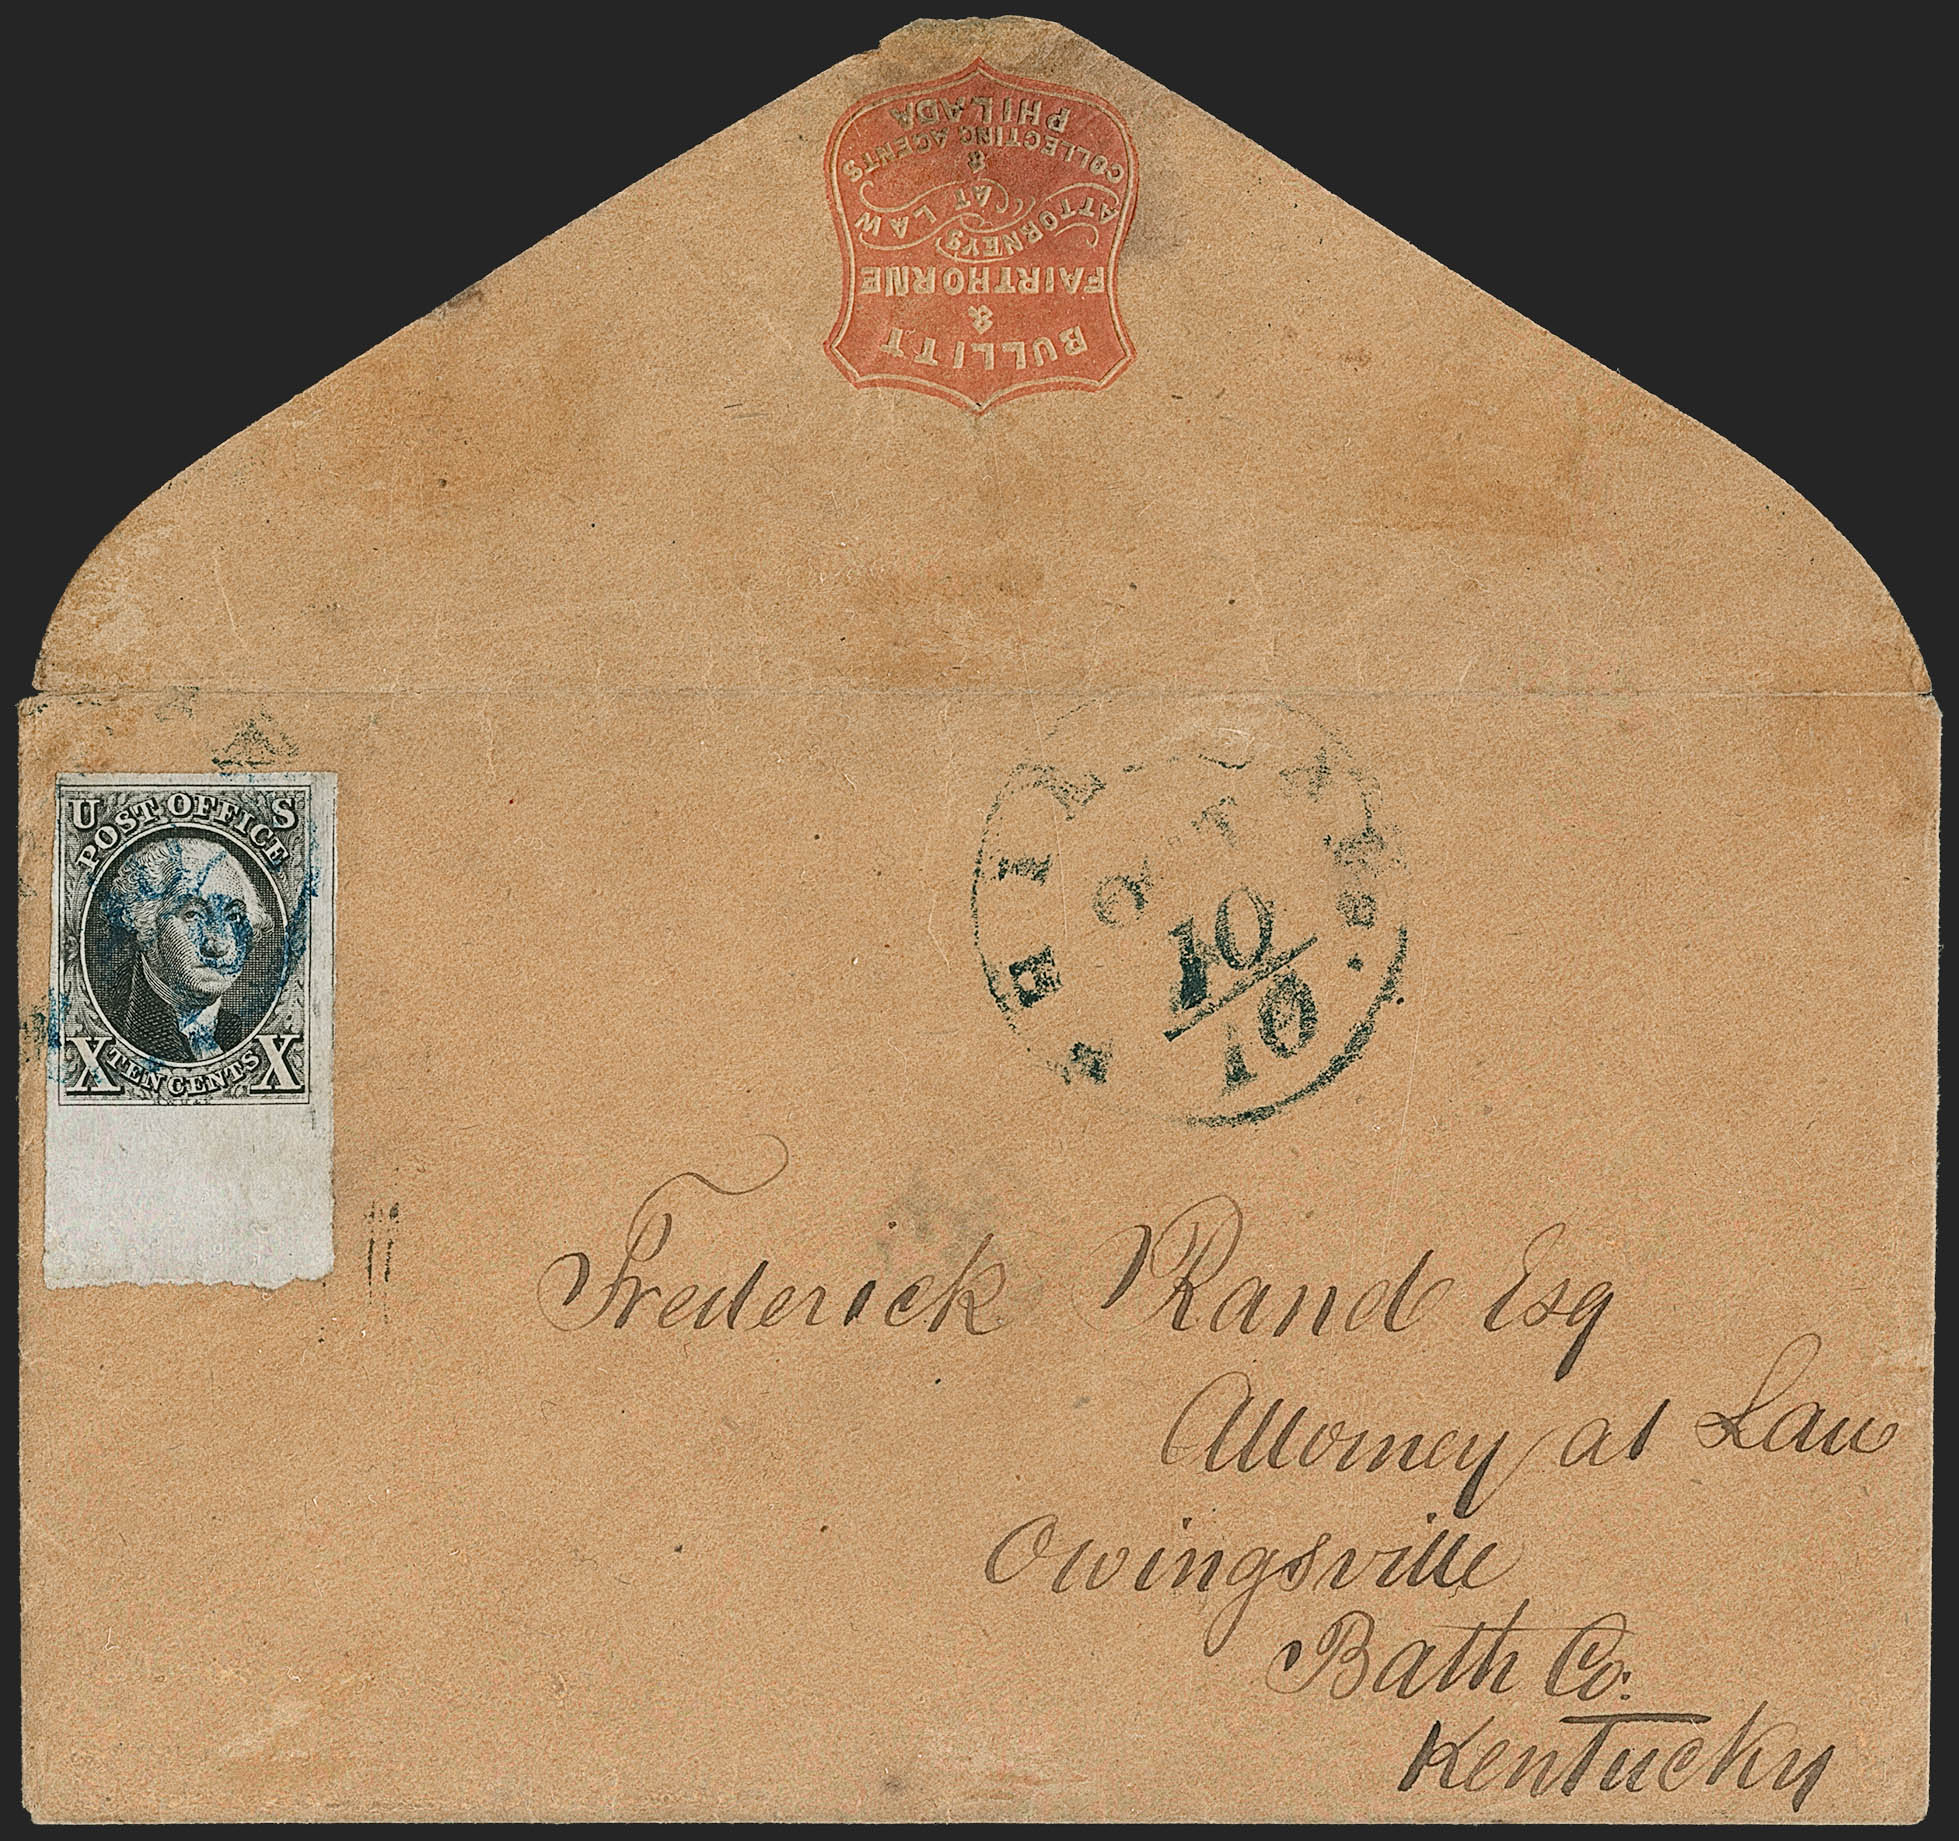 BULLITT
&
FAIRTHORNE
ATTORNEYS AT LAW
&
COLLECTING AGENTS
PHILADA
U S
POST OFFICE
X TEN CENTS X
10
10
Frederick Rand Esq
Attorney at Law
Owingsville
Bath Co.
Kentucky